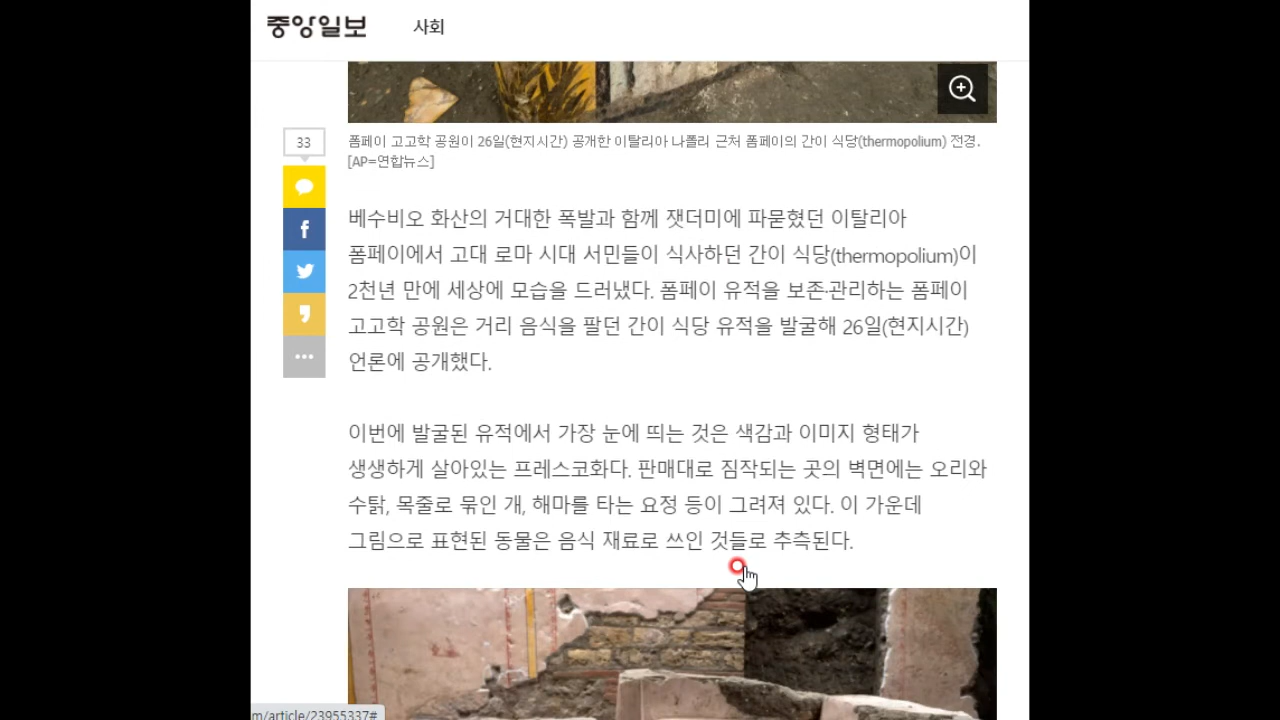 중앙일보
사회
폼페이 고고학 공원이 26일(현지시간) 공개한 이탈리아 나폴리 근처 폼페이의 간이 식당(thermopolium) 전경.
[AP=연합뉴스]
33
베수비오 화산의 거대한 폭발과 함께 잿더미에 파묻혔던 이탈리아
폼페이에서 고대 로마 시대 서민들이 식사하던 간이 식당(thermopolium)이
2천년 만에 세상에 모습을 드러냈다. 폼페이 유적을 보존·관리하는 폼페이
고고학 공원은 거리 음식을 팔던 간이 식당 유적을 발굴해 26일(현지시간)
언론에 공개했다.
이번에 발굴된 유적에서 가장 눈에 띄는 것은 색감과 이미지 형태가
생생하게 살아있는 프레스코화다. 판매대로 짐작되는 곳의 벽면에는 오리와
수탉, 목줄로 묶인 개, 해마를 타는 요정 등이 그려져 있다. 이 가운데
그림으로 표현된 동물은 음식 재료로 쓰인 것들로 추측된다.
m/article/23955337#